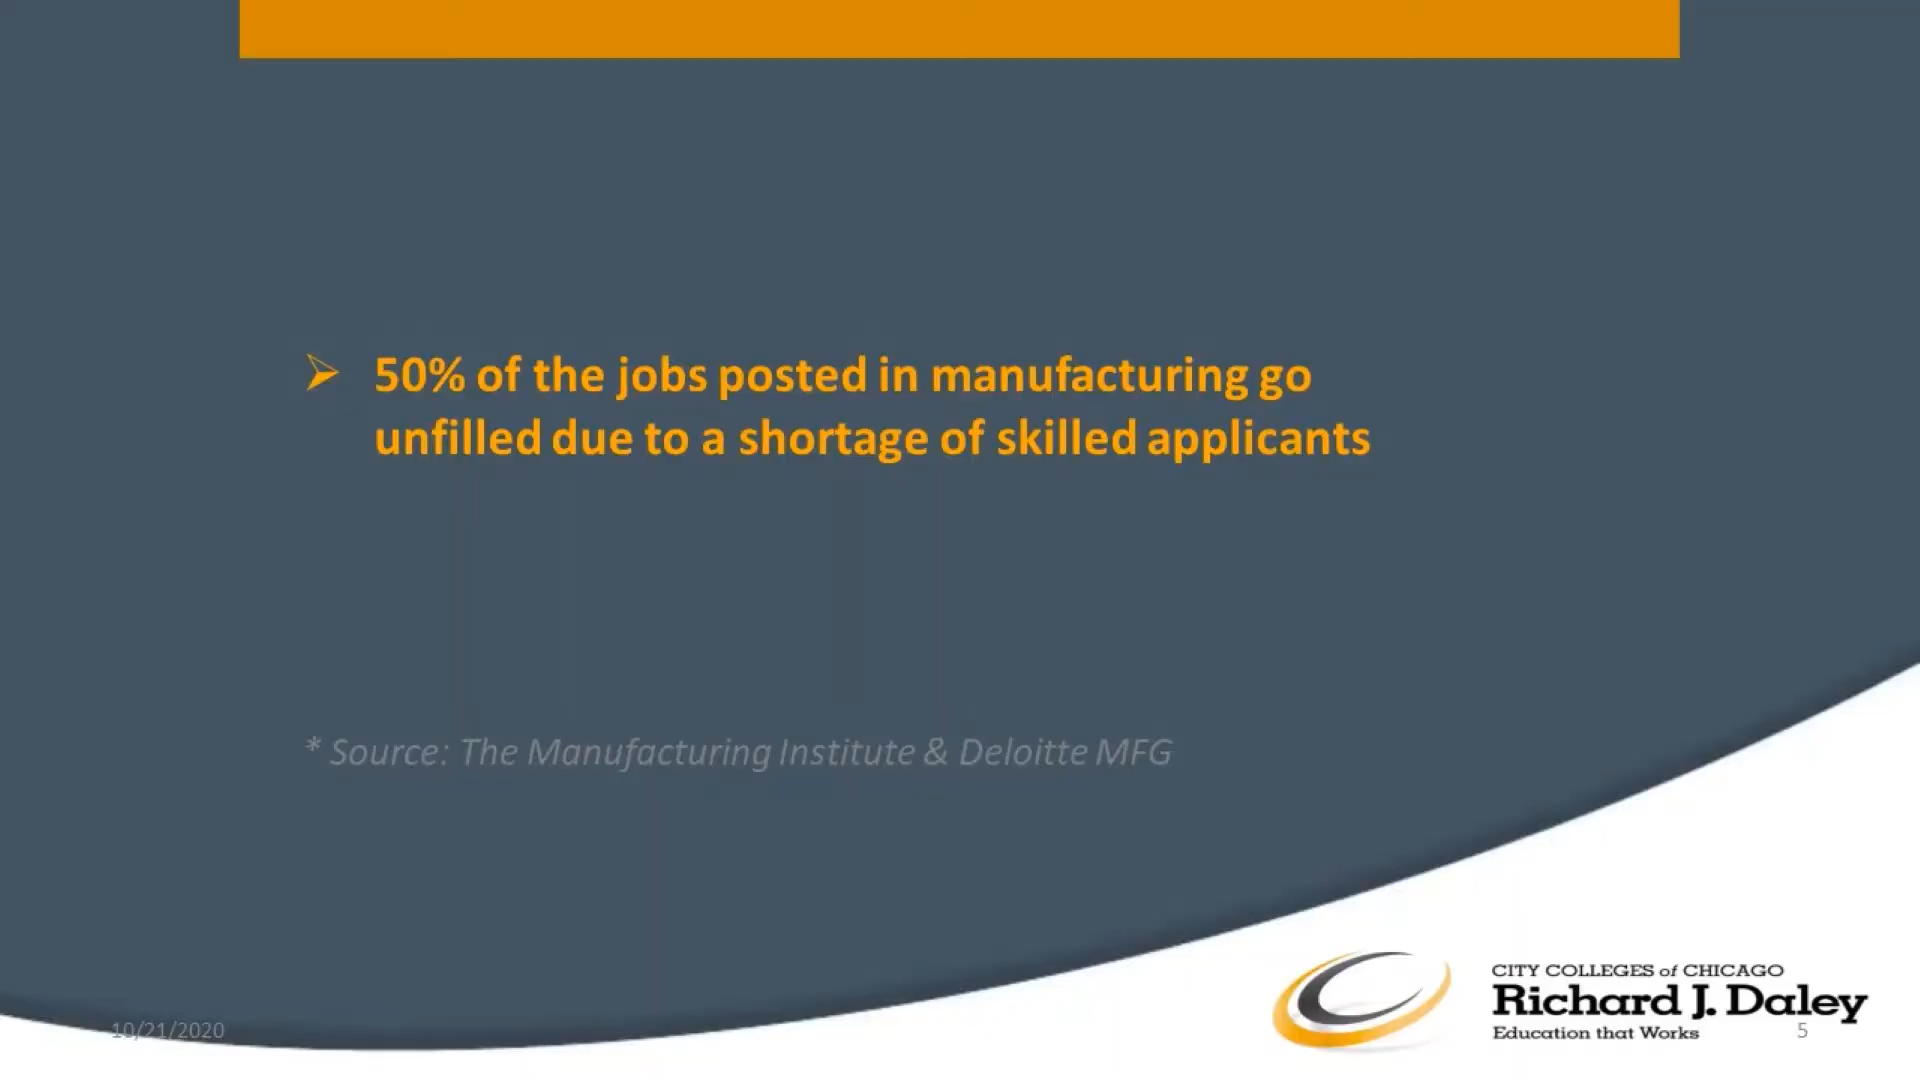 ➢ 50% of the jobs posted in manufacturing go
unfilled due to a shortage of skilled applicants
* Source: The Manufacturing Institute & Deloitte MFG
10/21/2020
CITY COLLEGES of CHICAGO
Richard J. Daley
Education that Works
5